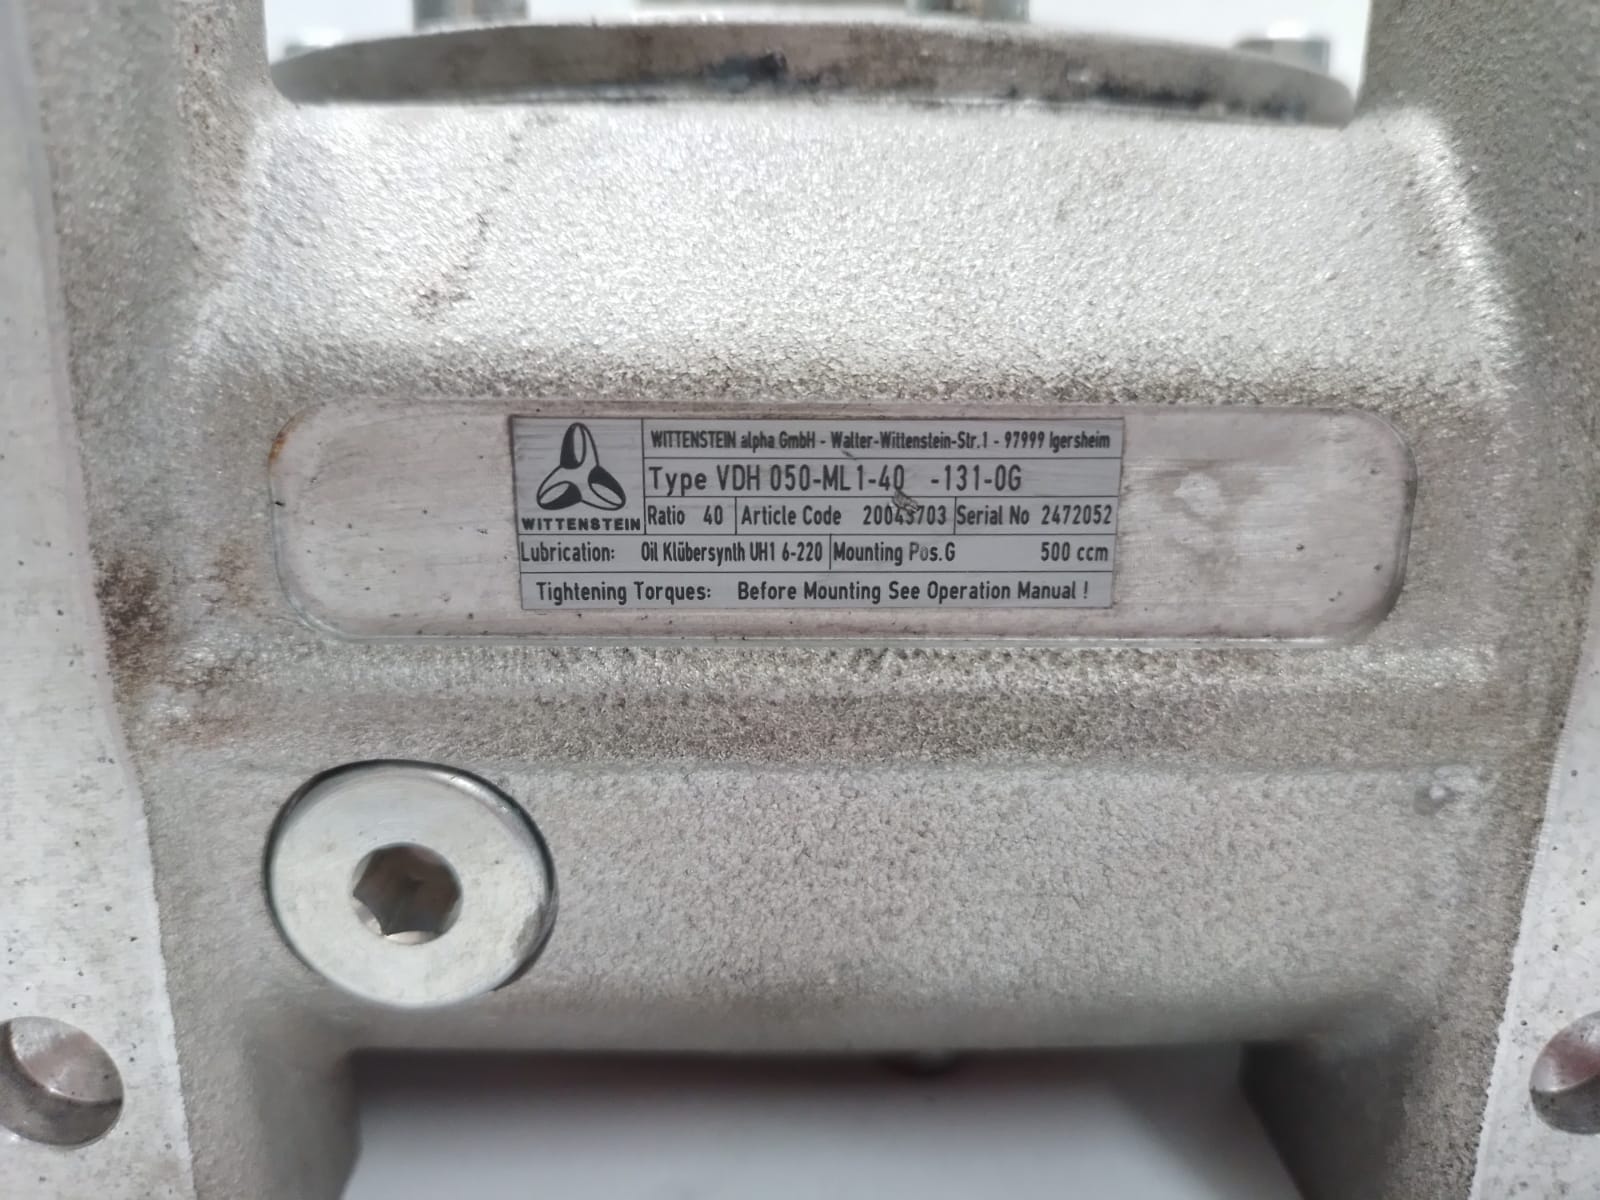 WITTENSTEIN alpha GmbH - Walter-Wittenstein-Str.1 - 97999 Igersheim
Type VDH 050-ML1-40 -131-0G
WITTENSTEIN
Ratio 40 Article Code 20043703 Serial No 2472052
Lubrication: Oil Klübersynth UH1 6-220 Mounting Pos.G 500 ccm
Tightening Torques: Before Mounting See Operation Manual !